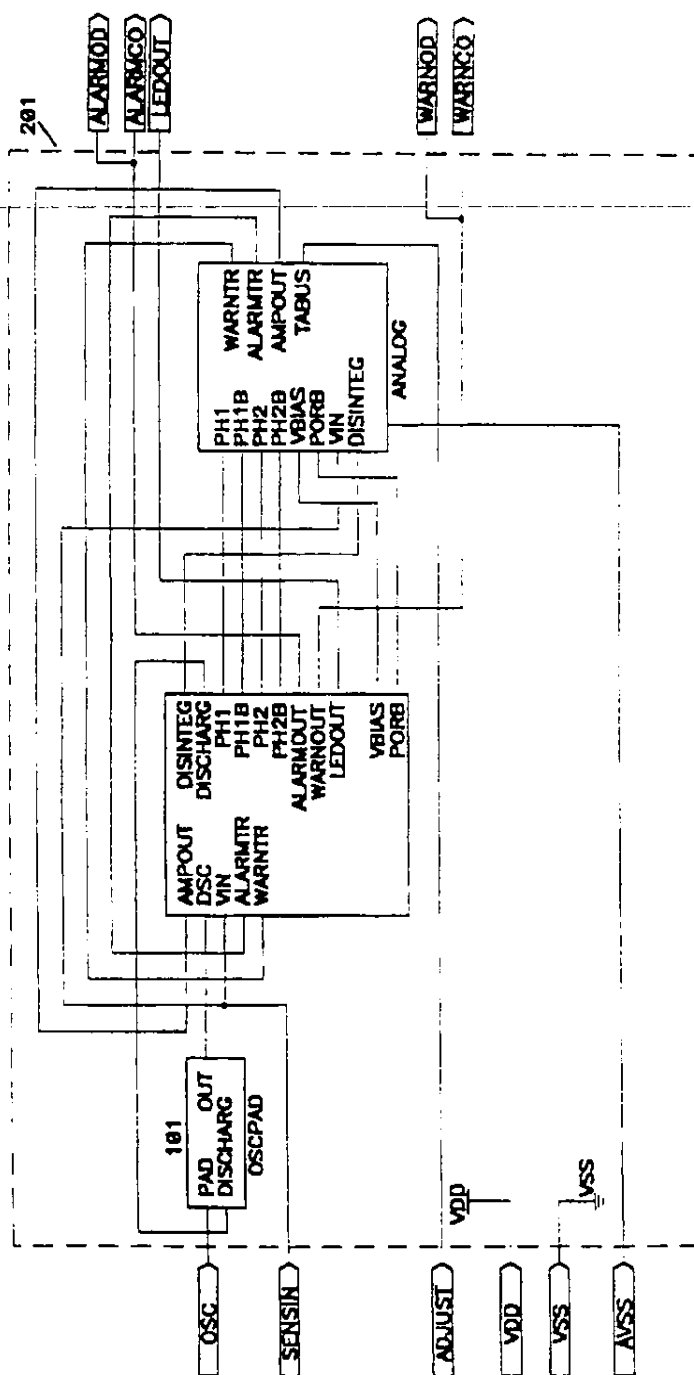 201
ALARMOD
ALARMCO
LEDOUT
WARNOD
WARNCO
OSC
SENSIN
ADJUST
VDD
VSS
AVSS
101
PAD OUT
DISCHARG
OSCPAD
AMPOUT
OSC
VIN
ALARMTR
WARNTR
DISINTEG
DISCHARG
PH1
PH1B
PH2
PH2B
ALARMOUT
WARNOUT
LEDOUT
VBIAS
PORB
PH1
PH1B
PH2
PH2B
VBIAS
PORB
VIN
DISINTEG
WARNTR
ALARMTR
AMPOUT
TABUS
ANALOG
VDD
VSS